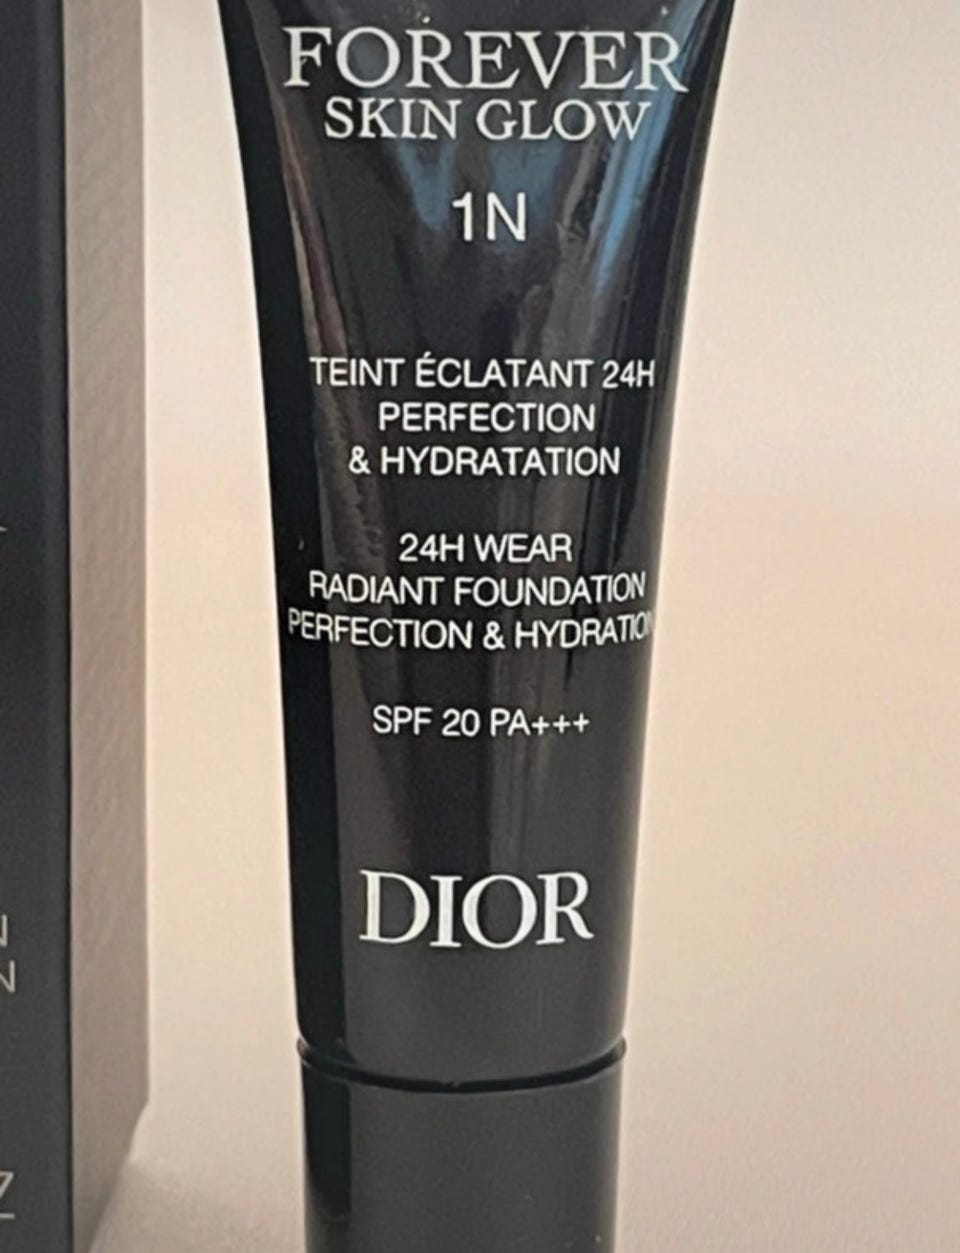 FOREVER
SKIN GLOW
1N
TEINT ÉCLATANT 24H
PERFECTION
& HYDRATATION
24H WEAR
RADIANT FOUNDATION
PERFECTION & HYDRATION
SPF 20 PA+++
DIOR
N
N
Z